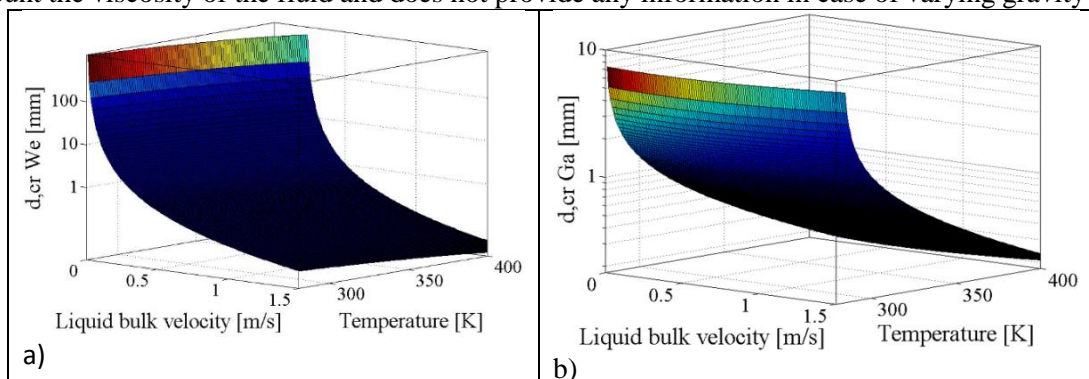 unt the viscosity of the fluid and does not provide any information in case of varying gravity
d,cr We [mm]
100
10
1
0
0.5
1
1.5
300
350
400
Liquid bulk velocity [m/s]
Temperature [K]
a)
d,cr Ga [mm]
10
1
0
0.5
1
1.5
300
350
400
Liquid bulk velocity [m/s]
Temperature [K]
b)